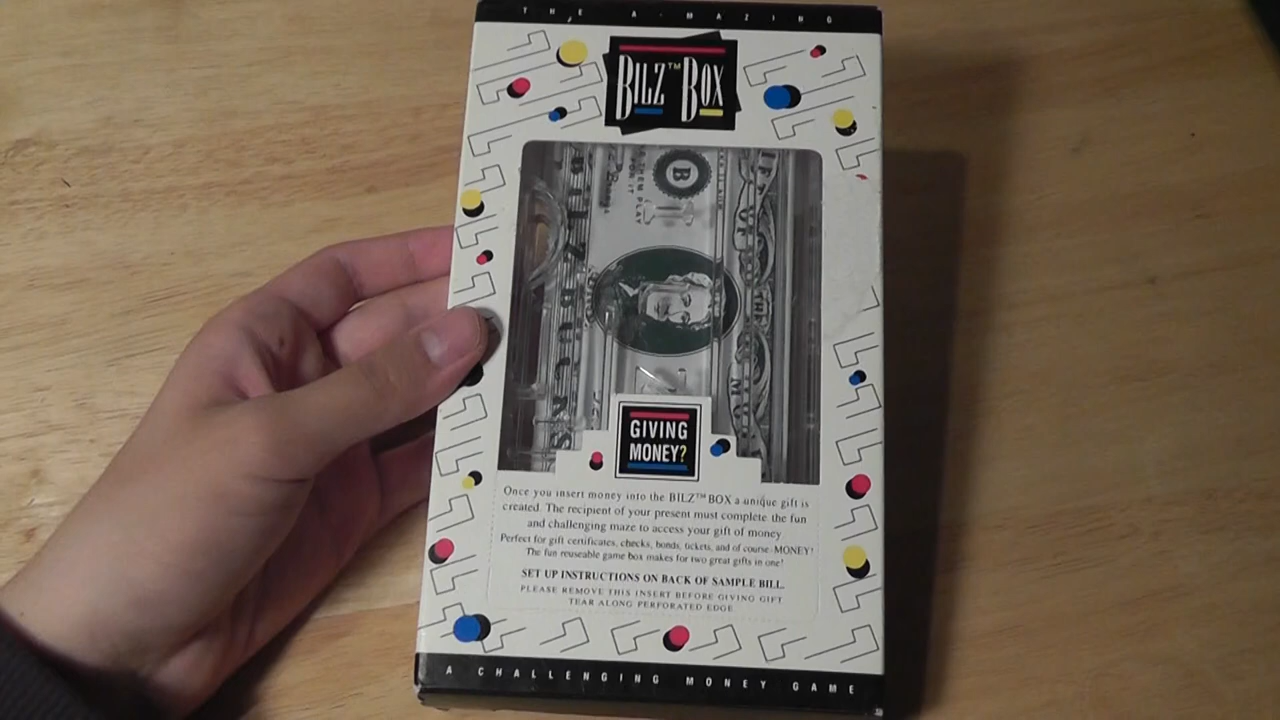 THE A-MAZING
BILZ™ BOX
B
GIVING
MONEY?
Once you insert money into the BILZ™ BOX a unique gift is
created. The recipient of your present must complete the fun
and challenging maze to access your gift of money
Perfect for gift certificates, checks, bonds, tickets, and of course-MONEY!
The fun reuseable game box makes for two great gifts in one!
SET UP INSTRUCTIONS ON BACK OF SAMPLE BILL.
PLEASE REMOVE THIS INSERT BEFORE GIVING GIFT
TEAR ALONG PERFORATED EDGE
A CHALLENGING MONEY GAME